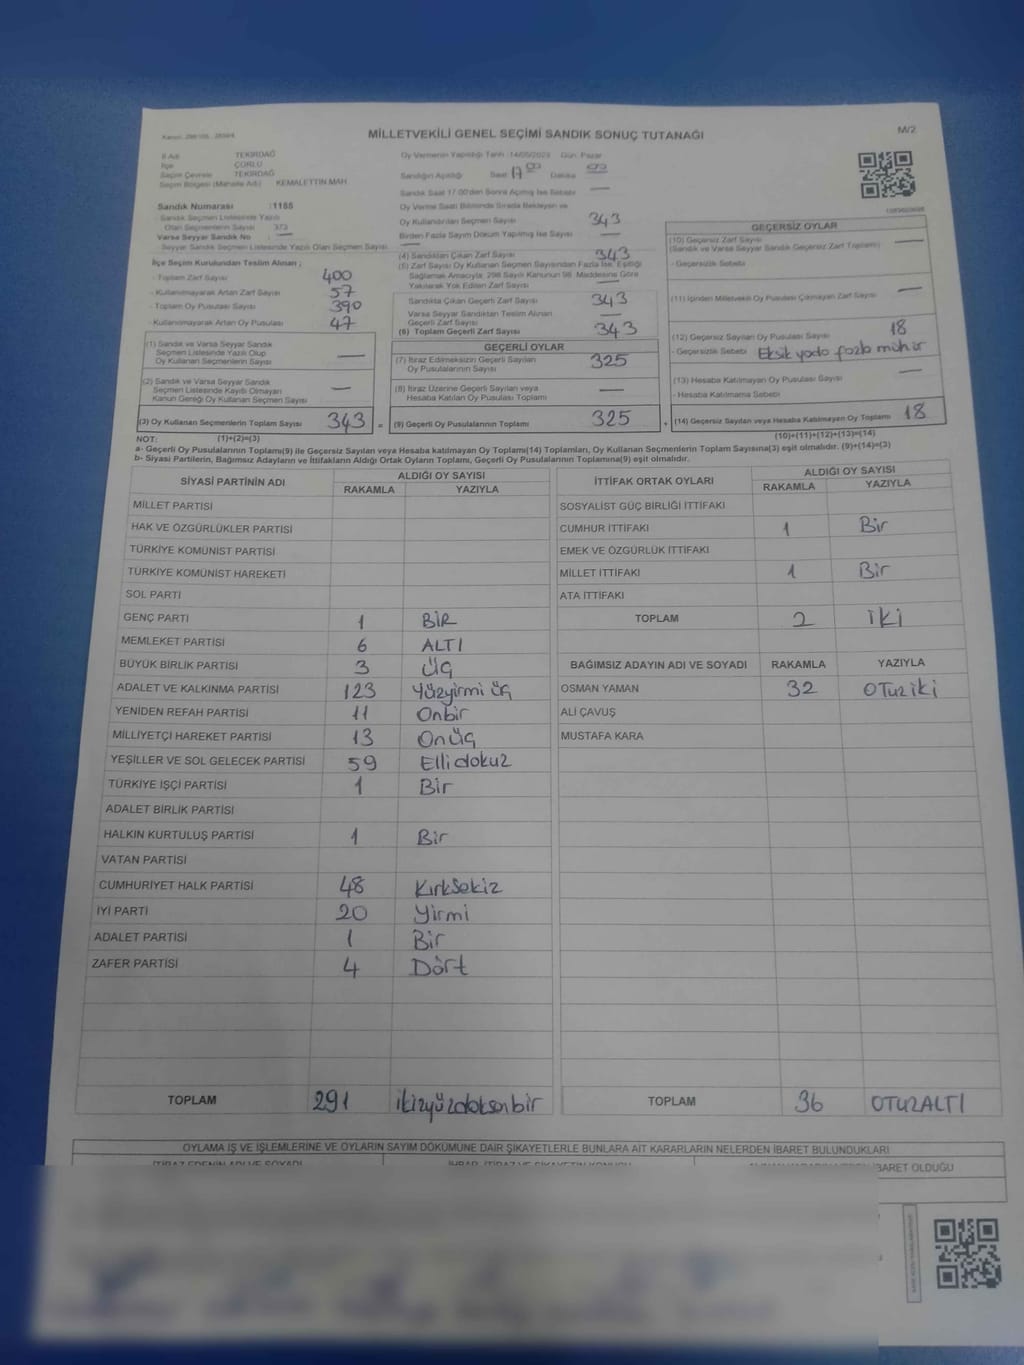 MİLLETVEKİLİ GENEL SEÇİMİ SANDIK SONUÇ TUTANAĞI
M/2
İl Adı TEKİRDAĞ
İlçe ÇORLU
Seçim Çevresi TEKİRDAĞ
Seçim Bölgesi (Mahalle Adı) KEMALETTİN MAH
Sandık Numarası :1188
- Sandık Seçmen Listesinde Yazılı
Olan Seçmenlerin Sayısı 373
Varsa Seyyar Sandık No : —
Seyyar Sandık Seçmen Listesinde Yazılı Olan Seçmen Sayısı —
İlçe Seçim Kurulundan Teslim Alınan ;
- Toplam Zarf Sayısı 400
- Kullanılmayarak Artan Zarf Sayısı 57
- Toplam Oy Pusulası Sayısı 390
- Kullanılmayarak Artan Oy Pusulası 47
(1) Sandık ve Varsa Seyyar Sandık
Seçmen Listesinde Yazılı Olup
Oy Kullanan Seçmenlerin Sayısı —
(2) Sandık ve Varsa Seyyar Sandık
Seçmen Listesinde Kayıtlı Olmayan
Kanun Gereği Oy Kullanan Seçmen Sayısı —
(3) Oy Kullanan Seçmenlerin Toplam Sayısı 343 =
Oy Vermenin Yapıldığı Tarih :14/05/2023 Gün: Pazar
Sandığın Açıldığı Saat 17 00 Dakika 00
Sandık Saat 17.00'den Sonra Açılmış İse Sebebi —
Oy Verme Saati Bitiminde Sırada Bekleyen ve
Oy Kullandırılan Seçmen Sayısı 343
Birden Fazla Sayım Döküm Yapılmış İse Sayısı —
(4) Sandıktan Çıkan Zarf Sayısı 343
(5) Zarf Sayısı Oy Kullanan Seçmen Sayısından Fazla İse, Eşitliği
Sağlamak Amacıyla; 298 Sayılı Kanunun 98. Maddesine Göre
Yakılarak Yok Edilen Zarf Sayısı —
Sandıkta Çıkan Geçerli Zarf Sayısı 343
Varsa Seyyar Sandıktan Teslim Alınan
Geçerli Zarf Sayısı —
(6) Toplam Geçerli Zarf Sayısı 343
GEÇERLİ OYLAR
(7) İtiraz Edilmeksizin Geçerli Sayılan
Oy Pusulalarının Sayısı 325
(8) İtiraz Üzerine Geçerli Sayılan veya
Hesaba Katılan Oy Pusulası Toplamı —
(9) Geçerli Oy Pusulalarının Toplamı 325 +
GEÇERSİZ OYLAR
(10) Geçersiz Zarf Sayısı
(Sandık ve Varsa Seyyar Sandık Geçersiz Zarf Toplamı) —
- Geçersizlik Sebebi
(11) İçinden Milletvekili Oy Pusulası Çıkmayan Zarf Sayısı —
(12) Geçersiz Sayılan Oy Pusulası Sayısı 18
- Geçersizlik Sebebi Eksik yada fazla mühür
(13) Hesaba Katılmayan Oy Pusulası Sayısı —
- Hesaba Katılmama Sebebi
(14) Geçersiz Sayılan veya Hesaba Katılmayan Oy Toplamı 18
NOT: (1)+(2)=(3) (10)+(11)+(12)+(13)=(14)
a- Geçerli Oy Pusulalarının Toplamı(9) ile Geçersiz Sayılan veya Hesaba katılmayan Oy Toplamı(14) Toplamları, Oy Kullanan Seçmenlerin Toplam Sayısına(3) eşit olmalıdır. (9)+(14)=(3)
b- Siyasi Partilerin, Bağımsız Adayların ve İttifakların Aldığı Ortak Oyların Toplamı, Geçerli Oy Pusulalarının Toplamına(9) eşit olmalıdır.
SİYASİ PARTİNİN ADI ALDIĞI OY SAYISI
RAKAMLA YAZIYLA
MİLLET PARTİSİ
HAK VE ÖZGÜRLÜKLER PARTİSİ
TÜRKİYE KOMÜNİST PARTİSİ
TÜRKİYE KOMÜNİST HAREKETİ
SOL PARTİ
GENÇ PARTİ 1 BİR
MEMLEKET PARTİSİ 6 ALTI
BÜYÜK BİRLİK PARTİSİ 3 ÜÇ
ADALET VE KALKINMA PARTİSİ 123 Yüzyirmi üç
YENİDEN REFAH PARTİSİ 11 Onbir
MİLLİYETÇİ HAREKET PARTİSİ 13 Onüç
YEŞİLLER VE SOL GELECEK PARTİSİ 59 Elli dokuz
TÜRKİYE İŞÇİ PARTİSİ 1 Bir
ADALET BİRLİK PARTİSİ
HALKIN KURTULUŞ PARTİSİ 1 Bir
VATAN PARTİSİ
CUMHURİYET HALK PARTİSİ 48 KırkSekiz
İYİ PARTİ 20 Yirmi
ADALET PARTİSİ 1 Bir
ZAFER PARTİSİ 4 Dört
TOPLAM 291 ikizyüzdoksanbir
İTTİFAK ORTAK OYLARI ALDIĞI OY SAYISI
RAKAMLA YAZIYLA
SOSYALİST GÜÇ BİRLİĞİ İTTİFAKI
CUMHUR İTTİFAKI 1 Bir
EMEK VE ÖZGÜRLÜK İTTİFAKI
MİLLET İTTİFAKI 1 Bir
ATA İTTİFAKI
TOPLAM 2 iki
BAĞIMSIZ ADAYIN ADI VE SOYADI RAKAMLA YAZIYLA
OSMAN YAMAN 32 OTuz iki
ALİ ÇAVUŞ
MUSTAFA KARA
TOPLAM 36 OTUZALTI
OYLAMA İŞ VE İŞLEMLERİNE VE OYLARIN SAYIM DÖKÜMÜNE DAİR ŞİKAYETLERLE BUNLARA AİT KARARLARIN NELERDEN İBARET BULUNDUKLARI
İTİRAZ EDENİN ADI VE SOYADI İHBAR, İTİRAZ VE ŞİKAYETİN KONUSU İBARET OLDUĞU